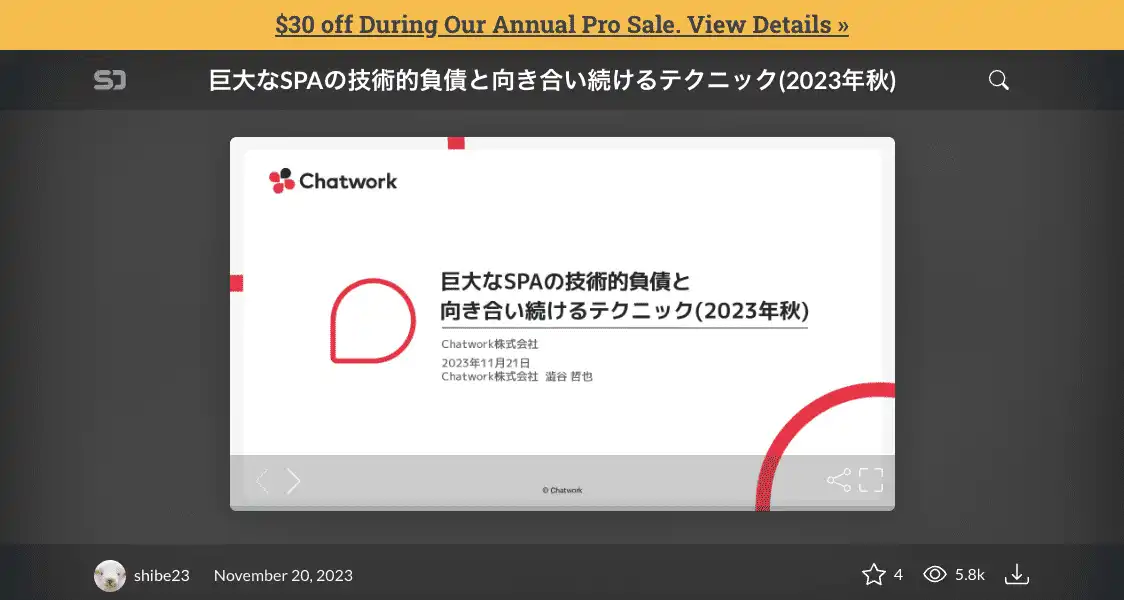 $30 off During Our Annual Pro Sale. View Details »
巨大なSPAの技術的負債と向き合い続けるテクニック(2023年秋)
Chatwork
巨大なSPAの技術的負債と
向き合い続けるテクニック(2023年秋)
Chatwork株式会社
2023年11月21日
Chatwork株式会社 澁谷 哲也
© Chatwork
shibe23 November 20, 2023 4 5.8k